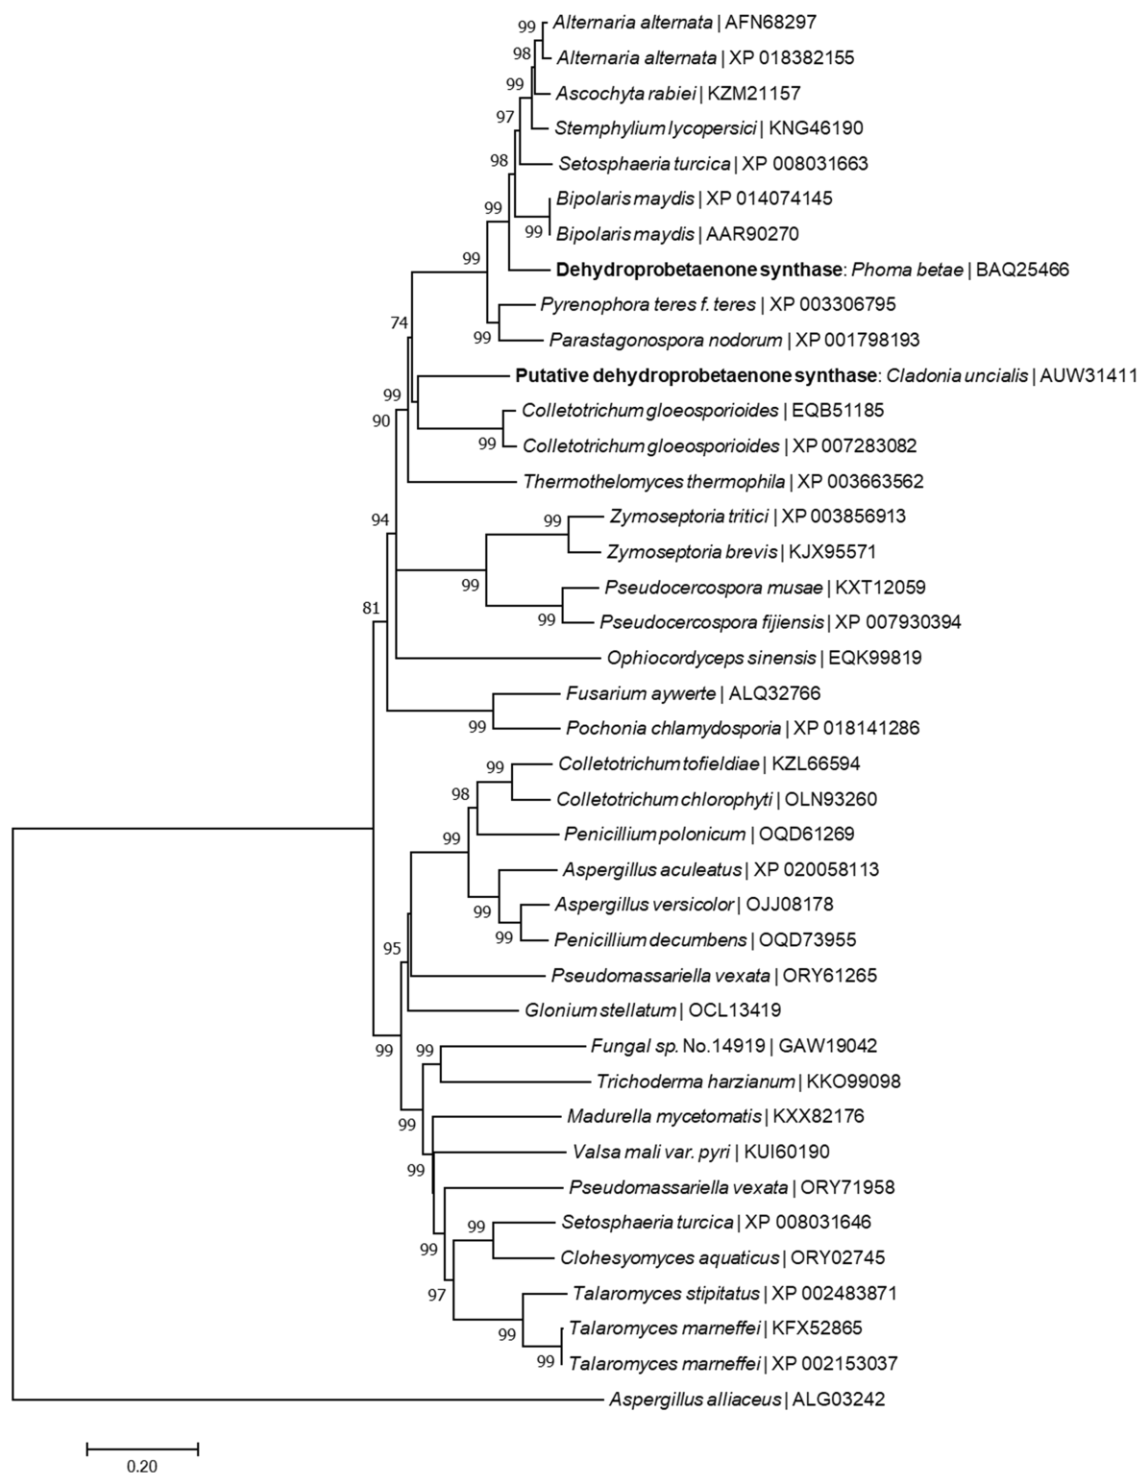 99 Alternaria alternata | AFN68297
98 Alternaria alternata | XP 018382155
99 Ascochyta rabiei | KZM21157
97 Stemphylium lycopersici | KNG46190
98 Setosphaeria turcica | XP 008031663
99 Bipolaris maydis | XP 014074145
99 Bipolaris maydis | AAR90270
99 Dehydroprobetaenone synthase: Phoma betae | BAQ25466
Pyrenophora teres f. teres | XP 003306795
74
99 Parastagonospora nodorum | XP 001798193
Putative dehydroprobetaenone synthase: Cladonia uncialis | AUW31411
99
90 Colletotrichum gloeosporioides | EQB51185
99 Colletotrichum gloeosporioides | XP 007283082
Thermothelomyces thermophila | XP 003663562
94 99 Zymoseptoria tritici | XP 003856913
Zymoseptoria brevis | KJX95571
99 Pseudocercospora musae | KXT12059
81 99 Pseudocercospora fijiensis | XP 007930394
Ophiocordyceps sinensis | EQK99819
Fusarium aywerte | ALQ32766
99 Pochonia chlamydosporia | XP 018141286
99 Colletotrichum tofieldiae | KZL66594
98 Colletotrichum chlorophyti | OLN93260
99 Penicillium polonicum | OQD61269
Aspergillus aculeatus | XP 020058113
99 Aspergillus versicolor | OJJ08178
99 Penicillium decumbens | OQD73955
95 Pseudomassariella vexata | ORY61265
Glonium stellatum | OCL13419
99 99 Fungal sp. No.14919 | GAW19042
Trichoderma harzianum | KKO99098
99 Madurella mycetomatis | KXX82176
99 Valsa mali var. pyri | KUI60190
Pseudomassariella vexata | ORY71958
99 Setosphaeria turcica | XP 008031646
99 Clohesyomyces aquaticus | ORY02745
97 Talaromyces stipitatus | XP 002483871
99 Talaromyces marneffei | KFX52865
99 Talaromyces marneffei | XP 002153037
Aspergillus alliaceus | ALG03242
0.20